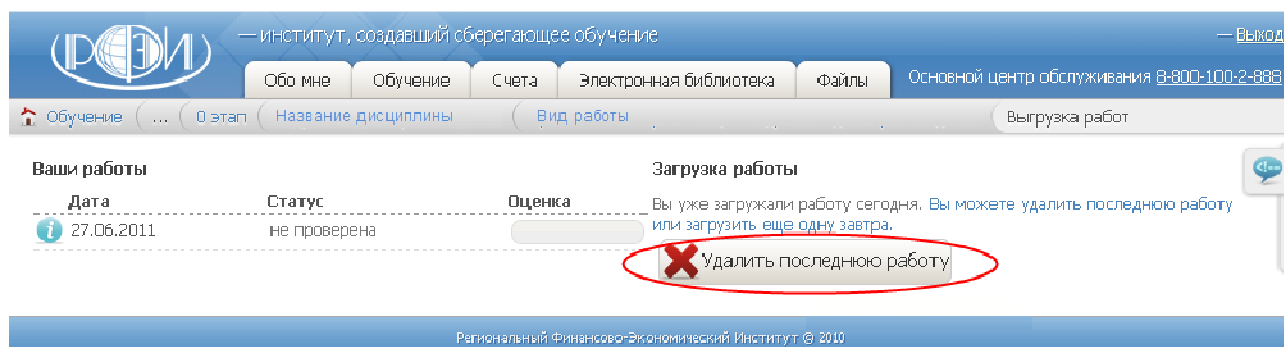 РФЭИ
— институт, создавший сберегающее обучение
— Выход
Обо мне Обучение Счета Электронная библиотека Файлы Основной центр обслуживания 8-800-100-2-888
Обучение ... 0 этап Название дисциплины Вид работы Выгрузка работ
Ваши работы
Дата Статус Оценка
27.06.2011 не проверена
Загрузка работы
Вы уже загружали работу сегодня. Вы можете удалить последнюю работу
или загрузить еще одну завтра.
Удалить последнюю работу
Региональный Финансово-Экономический Институт © 2010